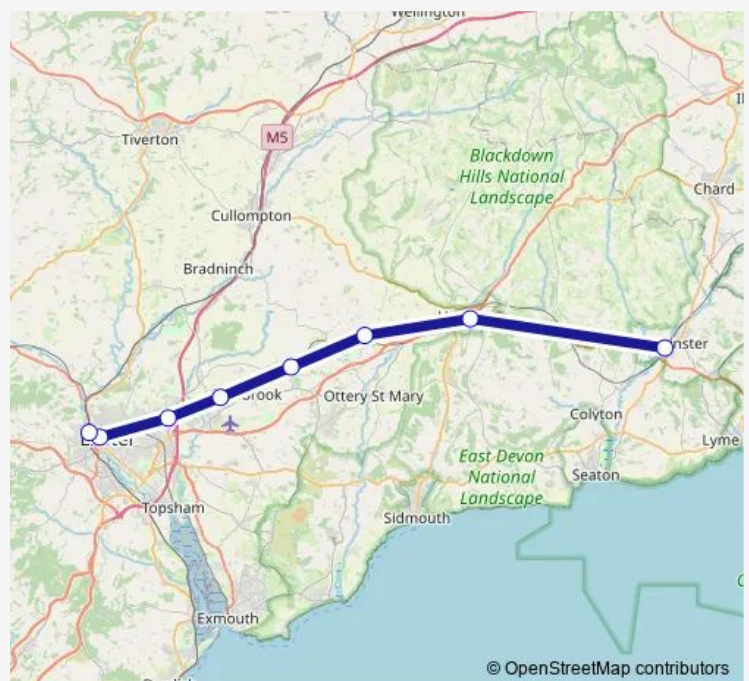 Wellington
Tiverton
M5
Blackdown
Hills National
Landscape
Chard
Cullompton
Bradninch
Ottery St Mary
Colyton
Lyme
East Devon
National
Landscape
Seaton
Topsham
Sidmouth
Exmouth
© OpenStreetMap contributors